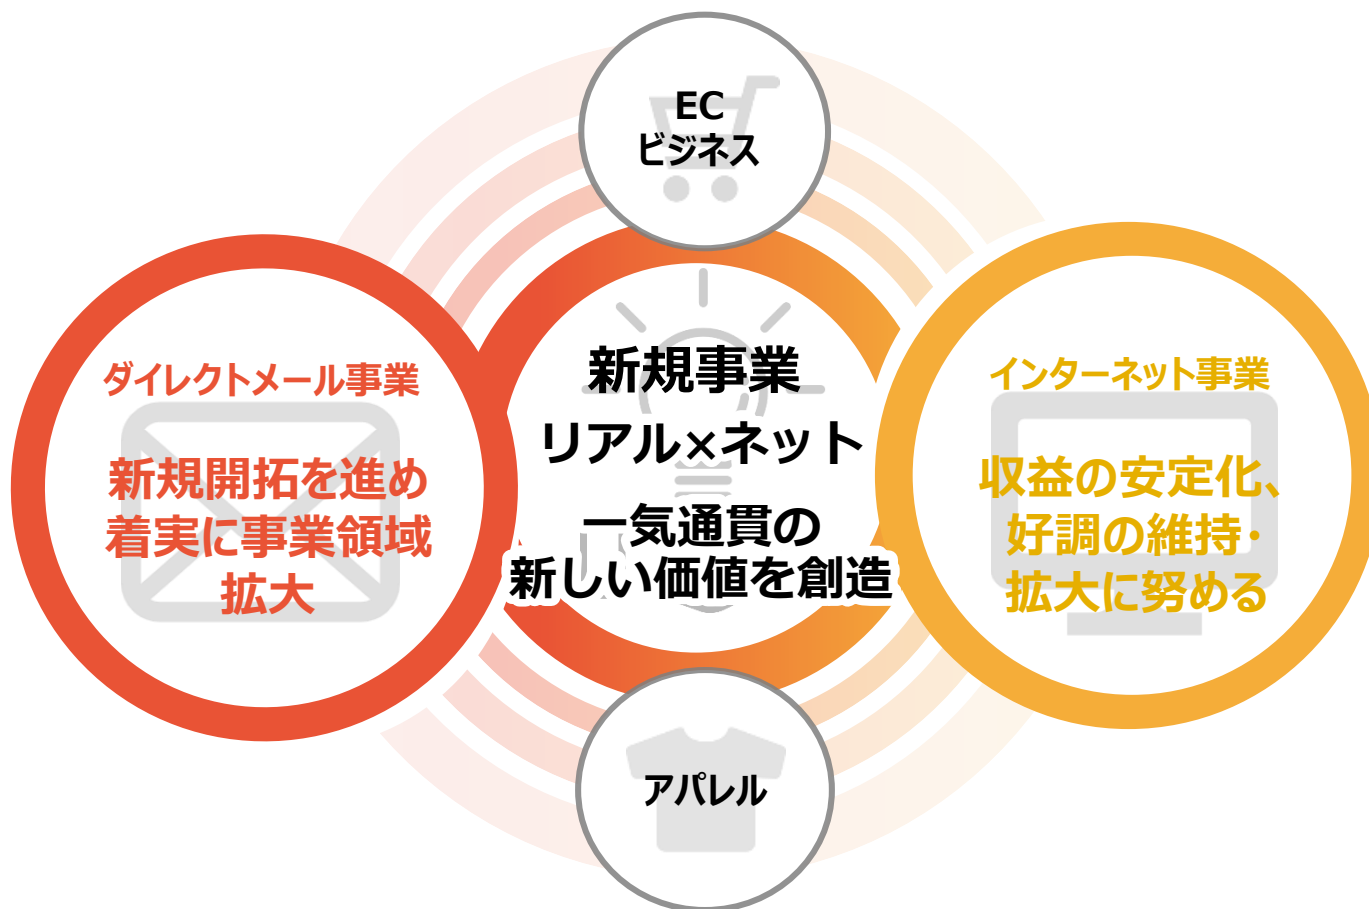 EC
ビジネス
ダイレクトメール事業
新規開拓を進め
着実に事業領域
拡大
新規事業
リアル×ネット
一気通貫の
新しい価値を創造
インターネット事業
収益の安定化、
好調の維持・
拡大に努める
アパレル